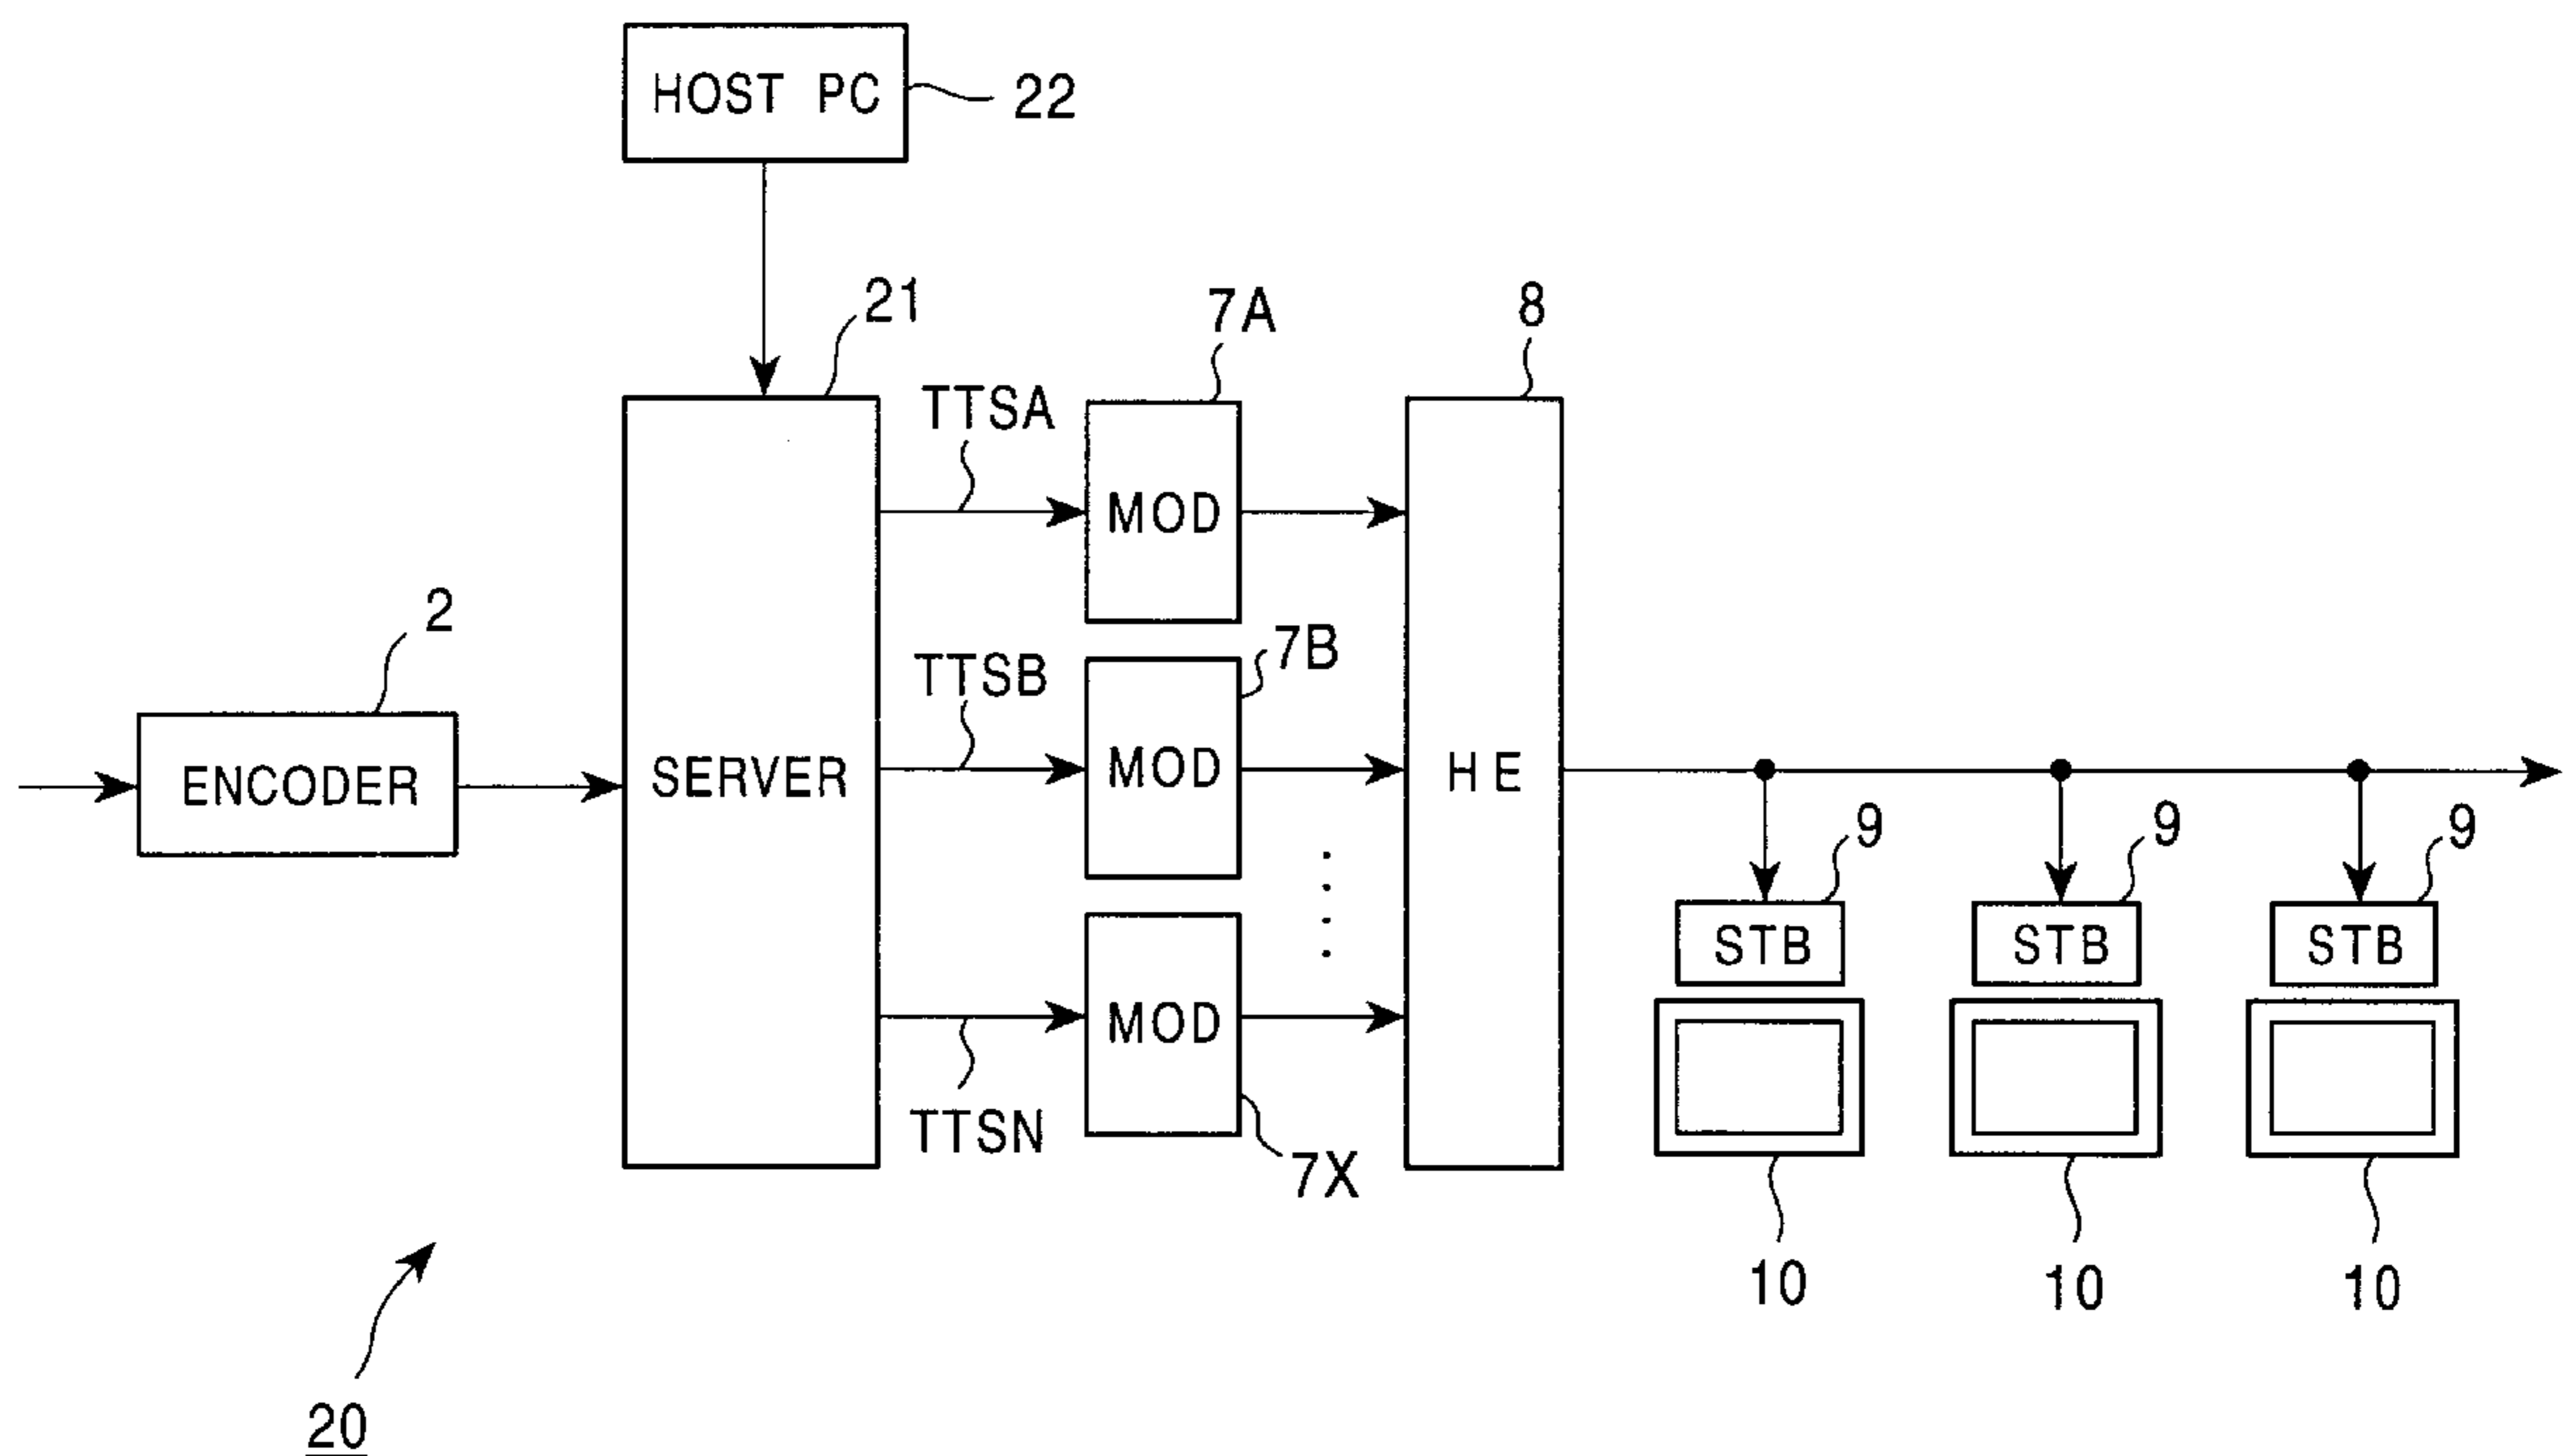 HOST PC
22
21
7A
8
TTSA
MOD
2
7B
TTSB
ENCODER
SERVER
MOD
HE
9
9
9
STB
STB
STB
MOD
TTSN
7X
10
10
10
20